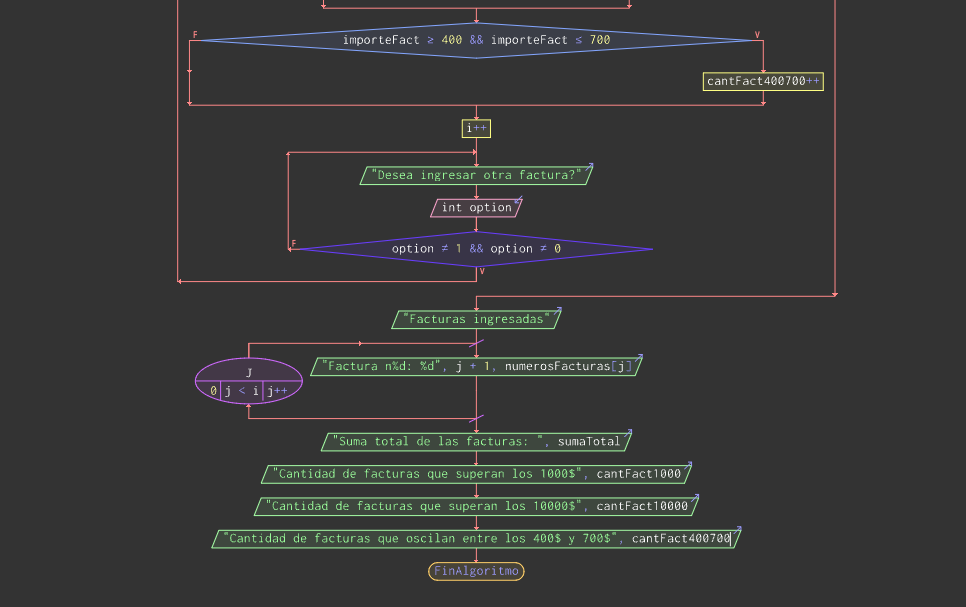 F
V
importeFact ≥ 400 && importeFact ≤ 700
cantFact400700++
i++
"Desea ingresar otra factura?"
int option
F
option ≠ 1 && option ≠ 0
V
"Facturas ingresadas"
"Factura n%d: %d", j + 1, numerosFacturas[j]
J
0 j < i j++
"Suma total de las facturas: ", sumaTotal
"Cantidad de facturas que superan los 1000$", cantFact1000
"Cantidad de facturas que superan los 10000$", cantFact10000
"Cantidad de facturas que oscilan entre los 400$ y 700$", cantFact400700
FinAlgoritmo